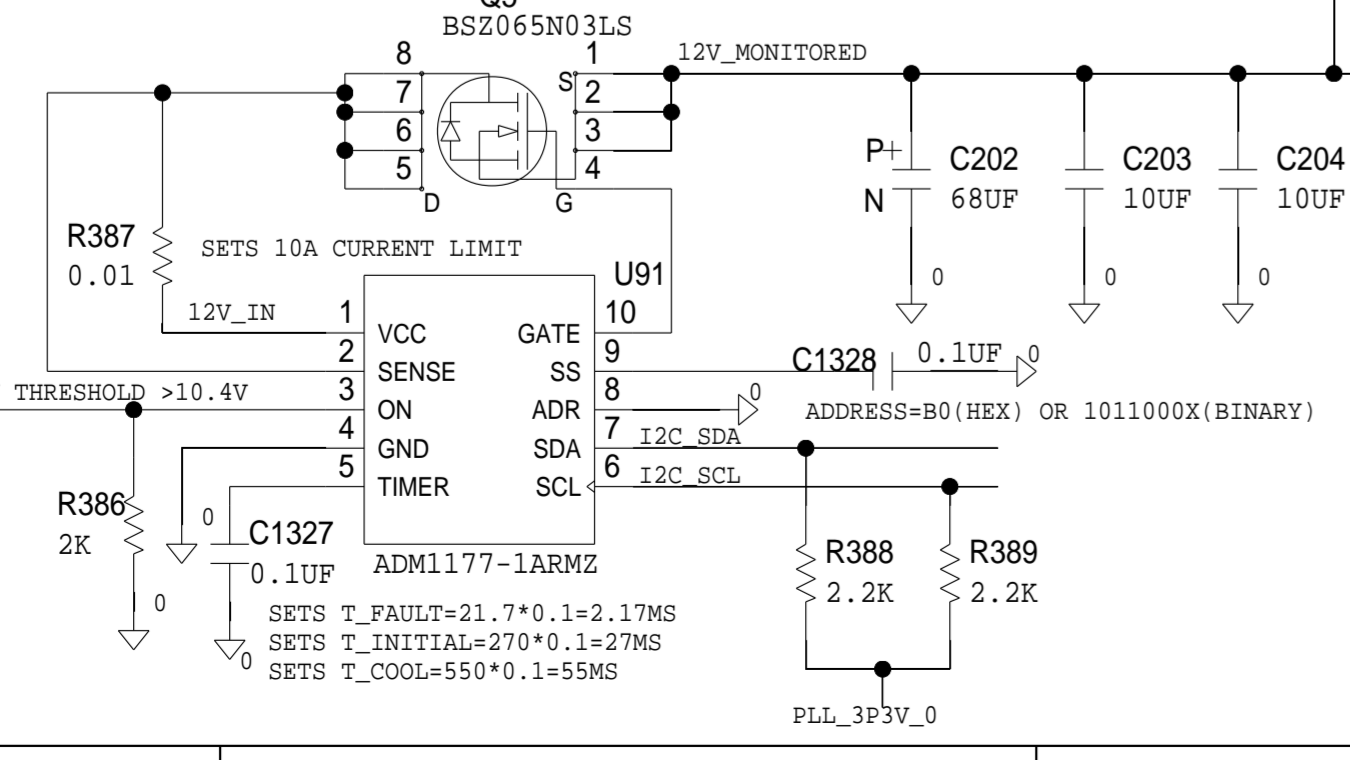 BSZ065N03LS
8
1
12V_MONITORED
7
S
2
6
3
5
4
D
G
P+
N
C202
68UF
C203
10UF
C204
10UF
R387
0.01
SETS 10A CURRENT LIMIT
0
0
0
U91
12V_IN
1
VCC
GATE
10
2
SENSE
SS
9
C1328
0.1UF
0
THRESHOLD >10.4V
3
ON
ADR
8
0
ADDRESS=B0(HEX) OR 1011000X(BINARY)
4
GND
SDA
7
I2C_SDA
5
TIMER
SCL
6
I2C_SCL
R386
2K
0
0
C1327
0.1UF
0
ADM1177-1ARMZ
R388
2.2K
R389
2.2K
SETS T_FAULT=21.7*0.1=2.17MS
SETS T_INITIAL=270*0.1=27MS
SETS T_COOL=550*0.1=55MS
PLL_3P3V_0